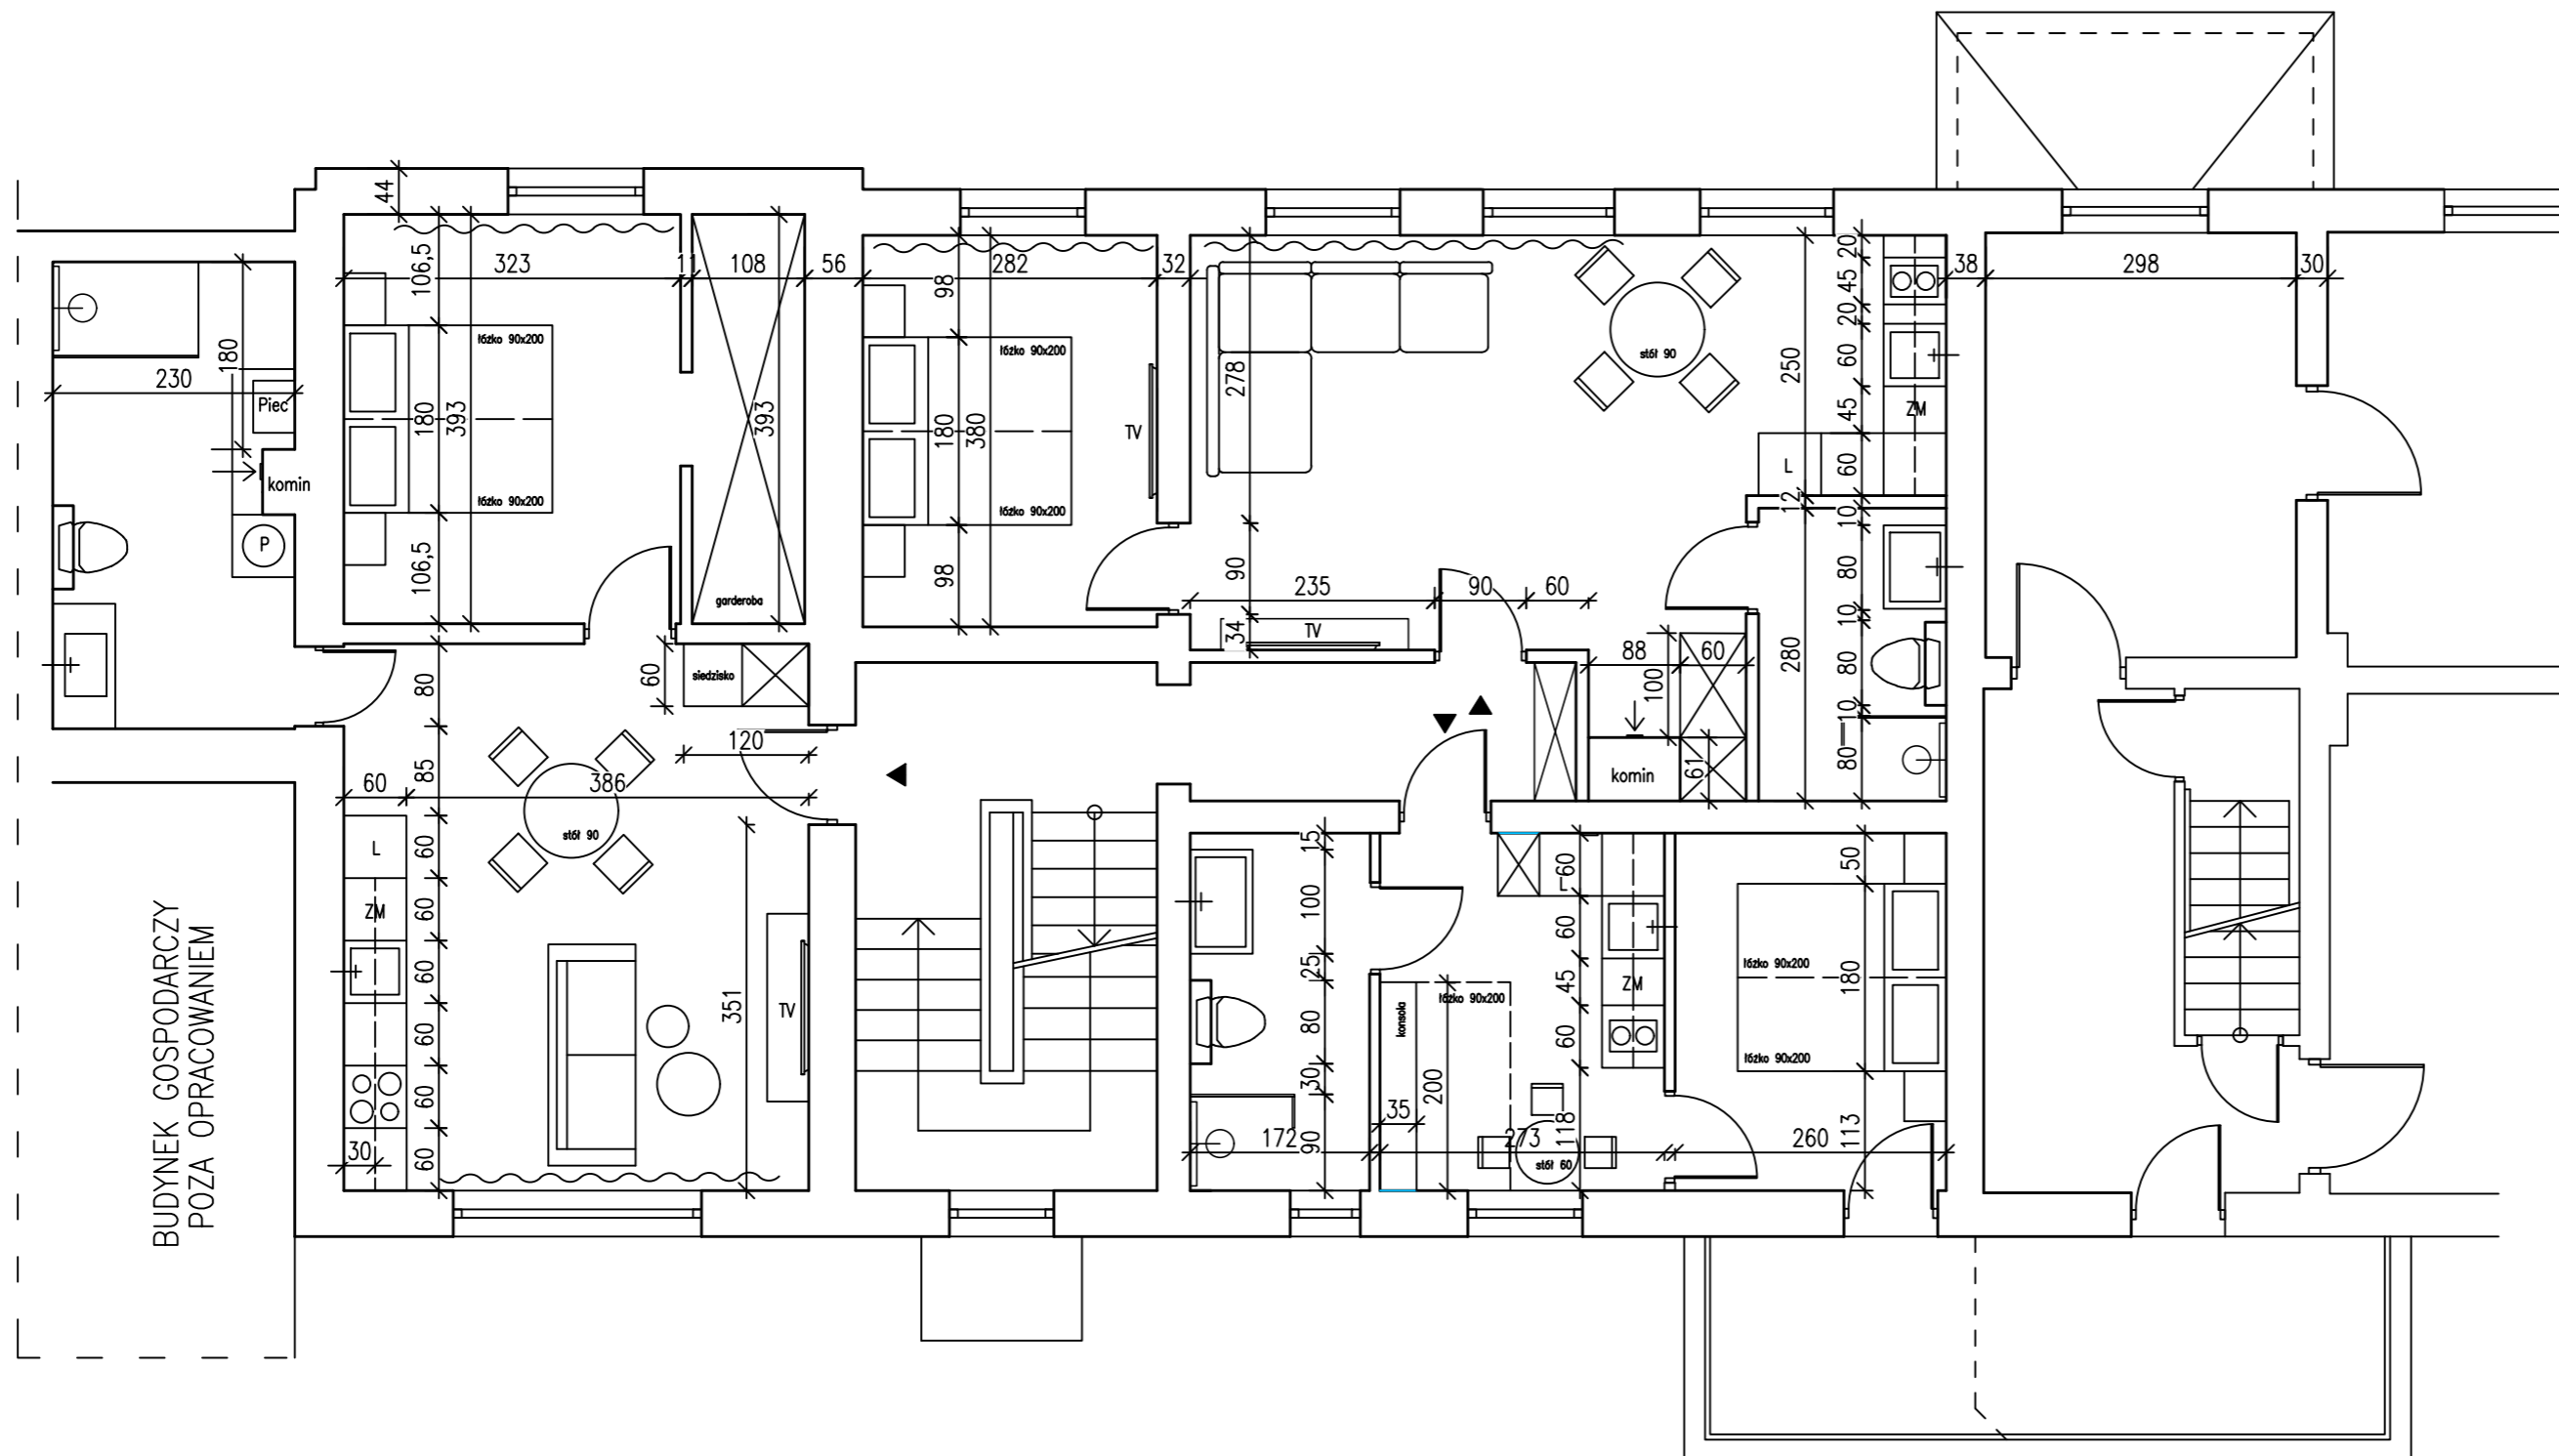 44
106,5
323
11
108
56
98
282
32
20
38
298
30
45
20
180
230
Piec
komin
P
180
393
106,5
łóżko 90x200
łóżko 90x200
393
garderoba
180
380
98
łóżko 90x200
łóżko 90x200
TV
278
90
34
235
90
60
TV
stół 90
250
60
45
ZM
L
60
12
10
80
10
80
10
80
280
88
60
100
61
komin
60
siedzisko
120
80
85
60
386
stół 90
L
60
ZM
60
60
60
60
60
30
351
TV
BUDYNEK GOSPODARCZY
POZA OPRACOWANIEM
15
100
25
80
30
90
172
35
200
konsola
łóżko 90x200
273
stół 60
60
L
60
45
ZM
60
118
260
50
180
113
łóżko 90x200
łóżko 90x200